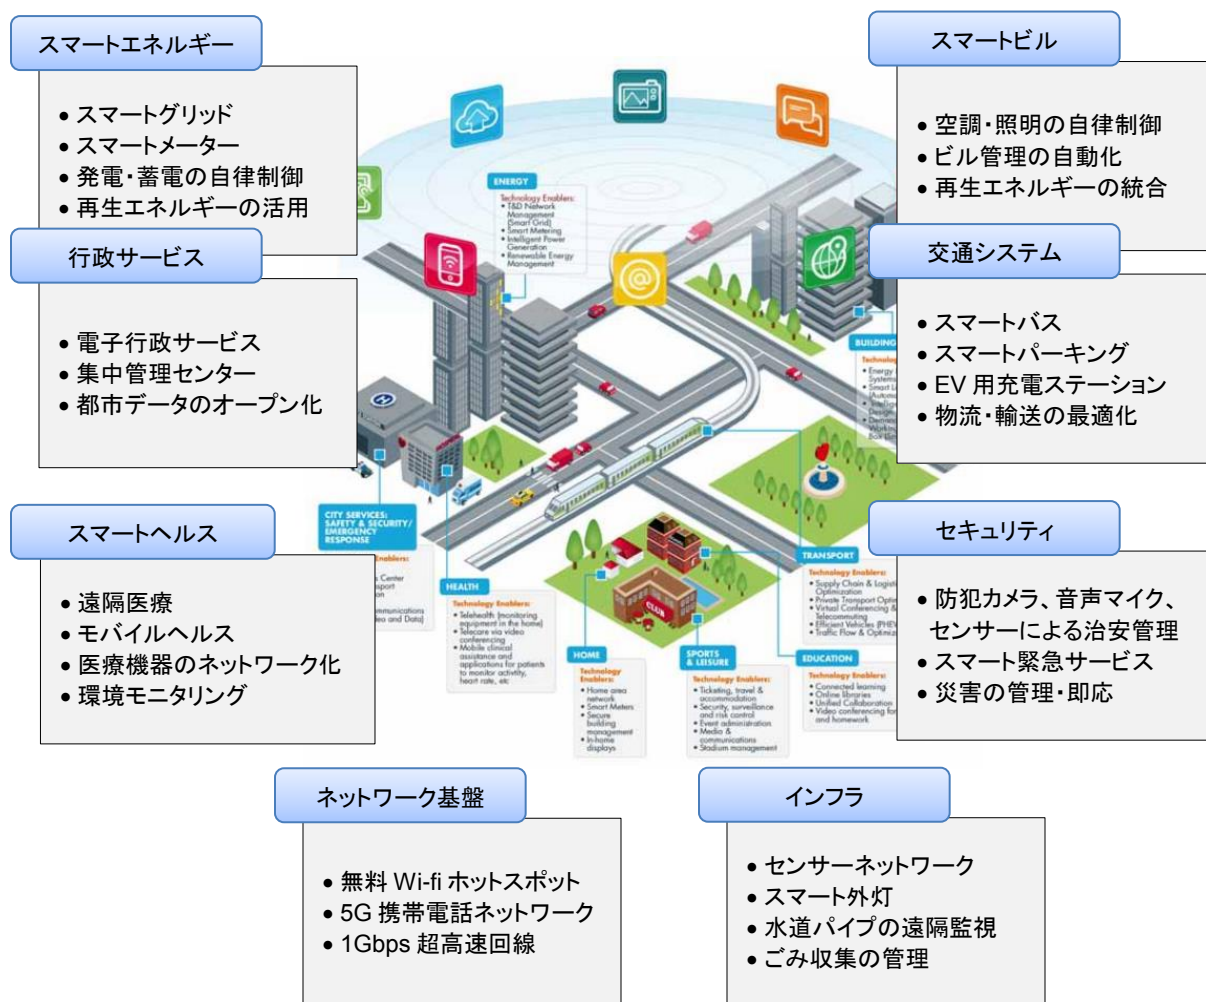 スマートエネルギー
• スマートグリッド
• スマートメーター
• 発電・蓄電の自律制御
• 再生エネルギーの活用
スマートビル
• 空調・照明の自律制御
• ビル管理の自動化
• 再生エネルギーの統合
行政サービス
• 電子行政サービス
• 集中管理センター
• 都市データのオープン化
交通システム
• スマートバス
• スマートパーキング
• EV 用充電ステーション
• 物流・輸送の最適化
スマートヘルス
• 遠隔医療
• モバイルヘルス
• 医療機器のネットワーク化
• 環境モニタリング
セキュリティ
• 防犯カメラ、音声マイク、
センサーによる治安管理
• スマート緊急サービス
• 災害の管理・即応
ネットワーク基盤
• 無料 Wi-fi ホットスポット
• 5G 携帯電話ネットワーク
• 1Gbps 超高速回線
インフラ
• センサーネットワーク
• スマート外灯
• 水道パイプの遠隔監視
• ごみ収集の管理
ENERGY
Technology Enablers:
• T&D Network
Management
(Smart Grid)
• Smart Metering
• Intelligent Power
Generation
• Renewable Energy
Management
BUILDING
• Energy
Systems
CITY SERVICES:
SAFETY & SECURITY/
EMERGENCY
RESPONSE
Enablers:
Center
HEALTH
Technology Enablers:
• Telehealth (monitoring
equipment in the home)
• Telecare via video
conferencing
• Mobile clinical
assistance and
applications for patients
to monitor activtity,
heart rate, etc
HOME
Technology
Enablers:
• Home area
network
• Smart Meters
• Secure
building
management
• In-home
displays
CLUB
SPORTS
& LEISURE
Technology Enablers:
• Ticketing, travel &
accommodation
• Security, surveillance
and risk control
• Event administration
• Media &
communications
• Stadium management
TRANSPORT
Technology Enablers:
• Supply Chain & Logisti
Optimization
• Private Transport Optim
• Virtual Conferencing &
Telecommuting
• Efficient Vehicles (PHEV
• Traffic Flow & Optimiz
EDUCATION
Technology Enablers:
• Connected learning
• Online libraries
• Unified Collaboration
• Video conferencing for
and homework